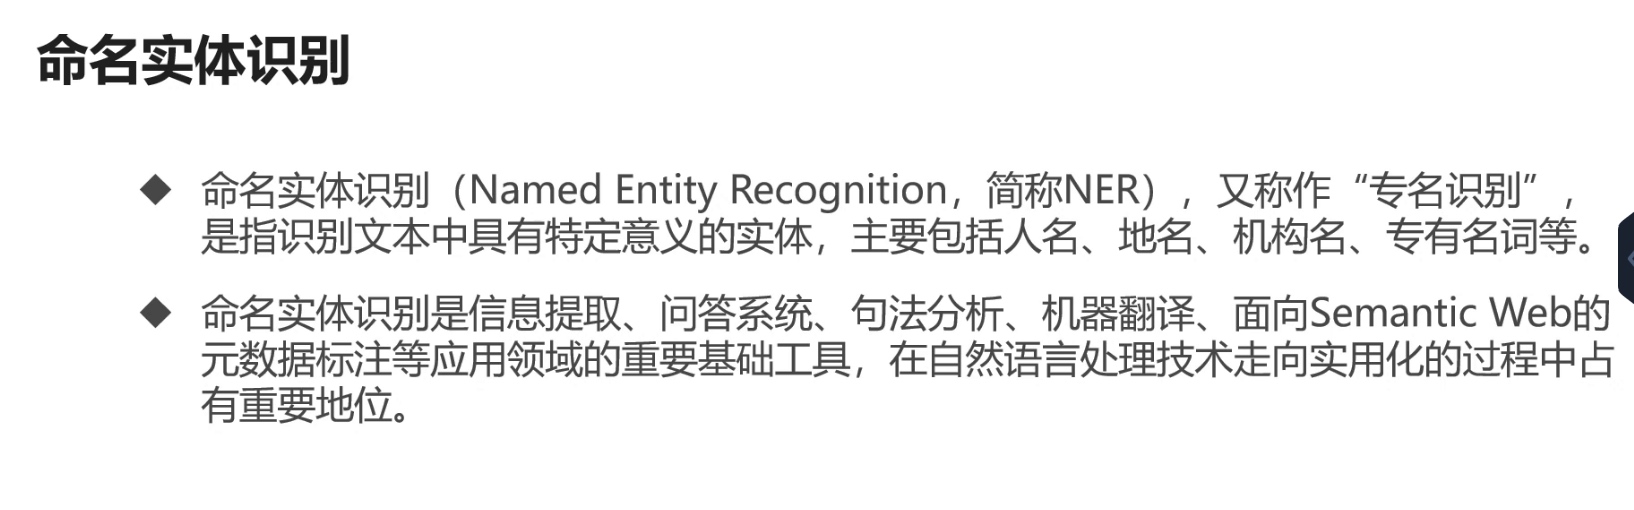 命名实体识别
◆ 命名实体识别（Named Entity Recognition，简称NER），又称作“专名识别”，
是指识别文本中具有特定意义的实体，主要包括人名、地名、机构名、专有名词等。
◆ 命名实体识别是信息提取、问答系统、句法分析、机器翻译、面向Semantic Web的
元数据标注等应用领域的重要基础工具，在自然语言处理技术走向实用化的过程中占
有重要地位。